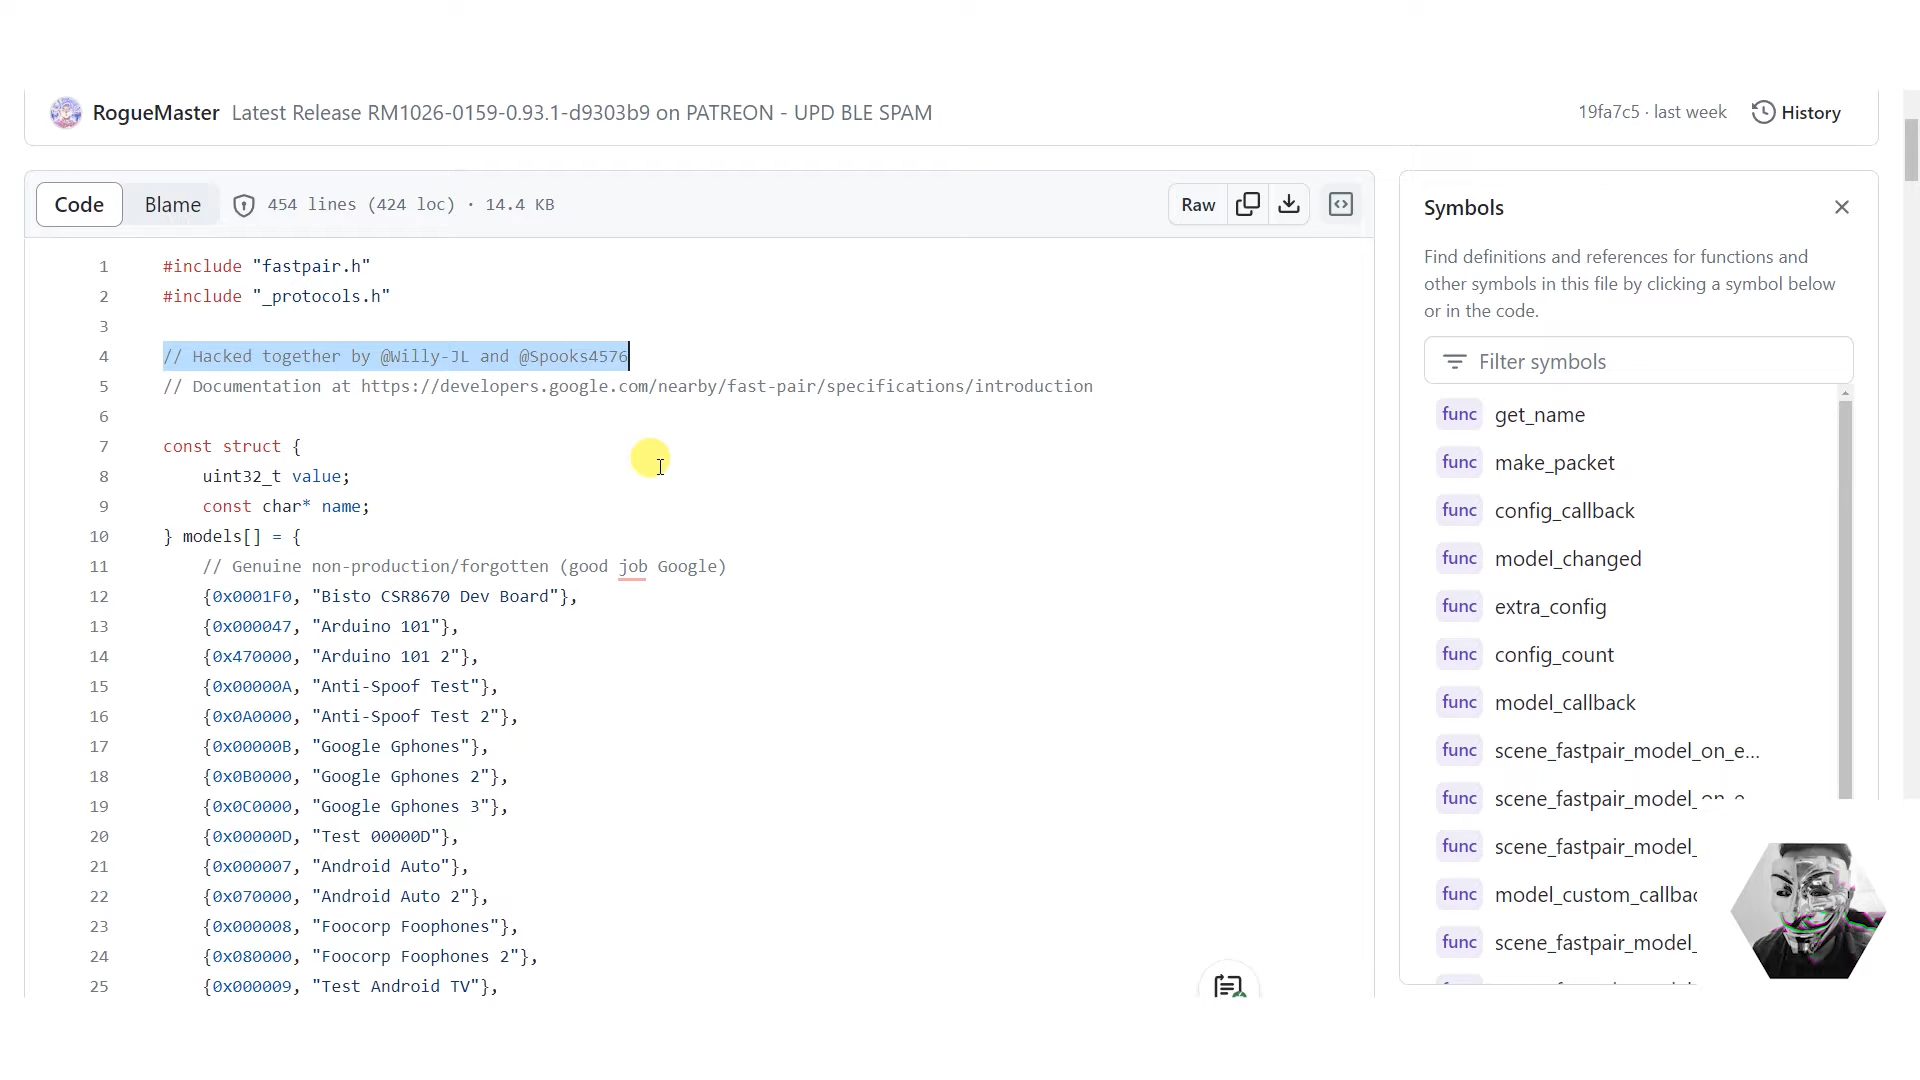 RogueMaster Latest Release RM1026-0159-0.93.1-d9303b9 on PATREON - UPD BLE SPAM 19fa7c5 · last week History
Code Blame 454 lines (424 loc) · 14.4 KB Raw
1 #include "fastpair.h"
2 #include "_protocols.h"
3
4 // Hacked together by @Willy-JL and @Spooks4576
5 // Documentation at https://developers.google.com/nearby/fast-pair/specifications/introduction
6
7 const struct {
8 uint32_t value;
9 const char* name;
10 } models[] = {
11 // Genuine non-production/forgotten (good job Google)
12 {0x0001F0, "Bisto CSR8670 Dev Board"},
13 {0x000047, "Arduino 101"},
14 {0x470000, "Arduino 101 2"},
15 {0x00000A, "Anti-Spoof Test"},
16 {0x0A0000, "Anti-Spoof Test 2"},
17 {0x00000B, "Google Gphones"},
18 {0x0B0000, "Google Gphones 2"},
19 {0x0C0000, "Google Gphones 3"},
20 {0x00000D, "Test 00000D"},
21 {0x000007, "Android Auto"},
22 {0x070000, "Android Auto 2"},
23 {0x000008, "Foocorp Foophones"},
24 {0x080000, "Foocorp Foophones 2"},
25 {0x000009, "Test Android TV"},
Symbols
Find definitions and references for functions and
other symbols in this file by clicking a symbol below
or in the code.
Filter symbols
func get_name
func make_packet
func config_callback
func model_changed
func extra_config
func config_count
func model_callback
func scene_fastpair_model_on_e...
func scene_fastpair_model_on_e
func scene_fastpair_model_
func model_custom_callbac
func scene_fastpair_model_